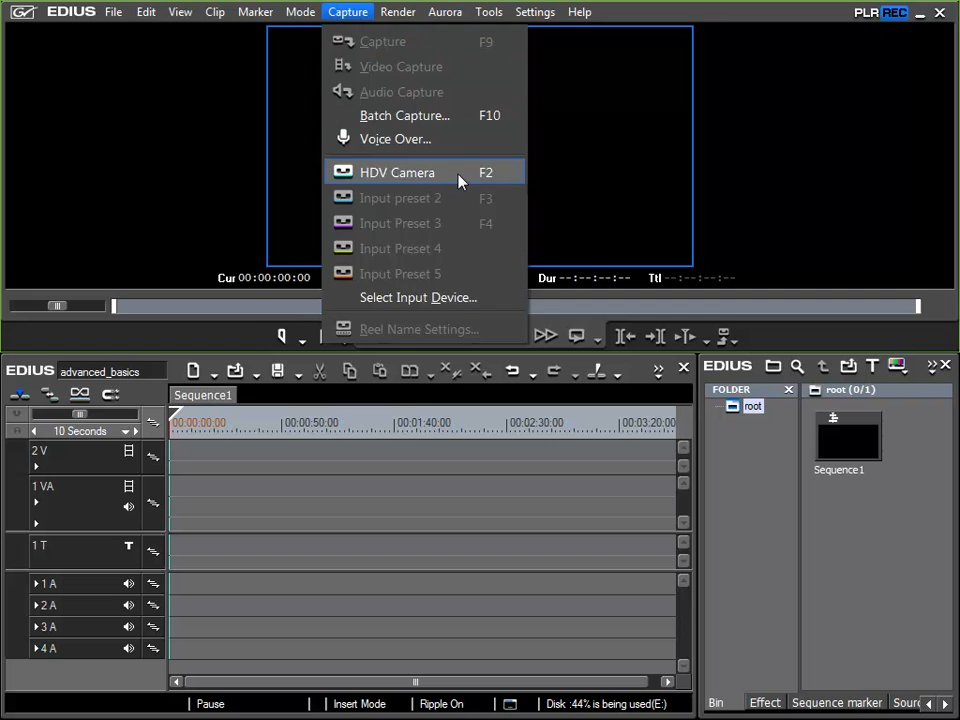 EDIUS File Edit View Clip Marker Mode Capture Render Aurora Tools Settings Help PLR REC
Capture F9
Video Capture
Audio Capture
Batch Capture... F10
Voice Over...
HDV Camera F2
Input preset 2 F3
Input Preset 3 F4
Input Preset 4
Input Preset 5
Select Input Device...
Reel Name Settings...
Cur 00:00:00:00 Dur --:--:--:-- Ttl --:--:--:--
EDIUS advanced_basics
Sequence1
10 Seconds 00:00:00:00 00:00:50:00 00:01:40:00 00:02:30:00 00:03:20:00
2 V
1 VA
1 T T
1 A
2 A
3 A
4 A
Pause Insert Mode Ripple On Disk :44% is being used(E:)
EDIUS
FOLDER root (0/1)
root
Sequence1
Bin Effect Sequence marker Sour